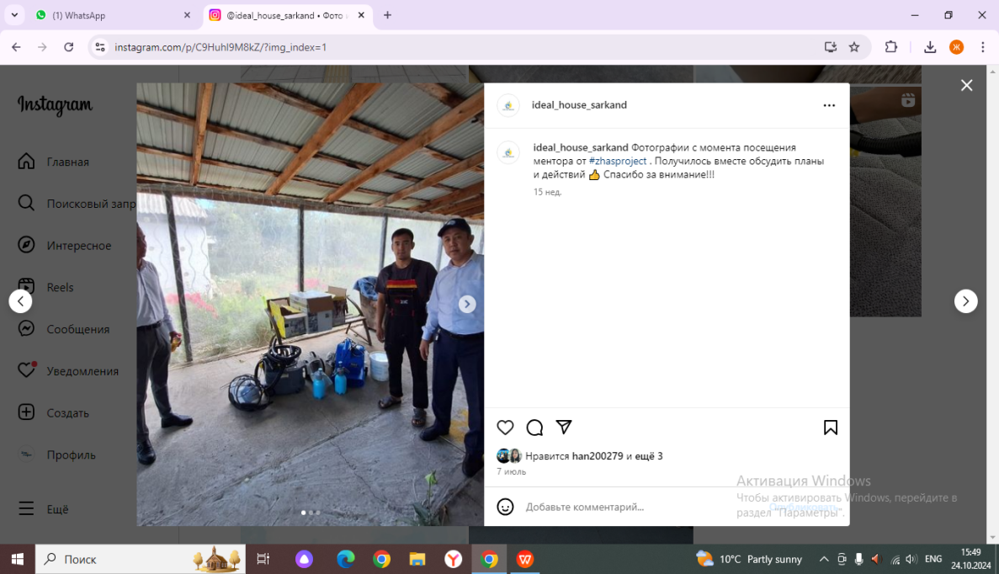 (1) WhatsApp
@ideal_house_sarkand • Фото
instagram.com/p/C9HuhI9M8kZ/?img_index=1
Ж
Instagram
Главная
Поисковый запр
Интересное
Reels
Сообщения
Уведомления
Создать
Профиль
Ещё
ideal_house_sarkand
ideal_house_sarkand Фотографии с момента посещения
ментора от #zhasproject . Получилось вместе обсудить планы
и действий 👍 Спасибо за внимание!!!
15 нед.
Нравится han200279 и ещё 3
7 июль
Добавьте комментарий...
Опубликовать
Активация Windows
Чтобы активировать Windows, перейдите в
раздел "Параметры".
Поиск
10°C Partly sunny
ENG
15:49
24.10.2024